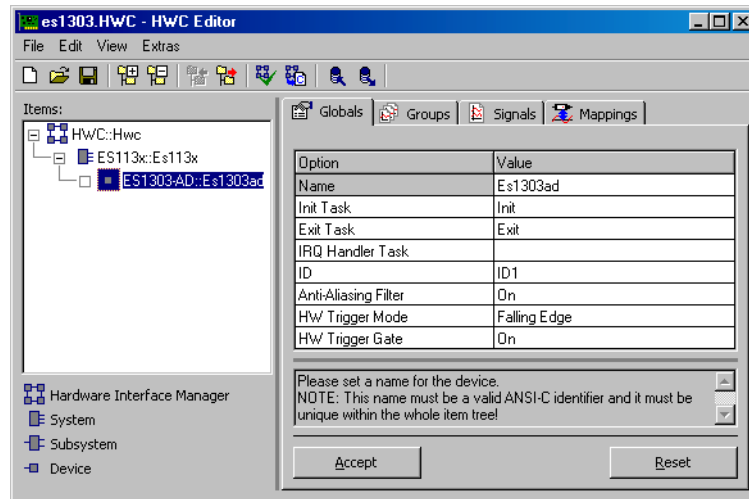 es1303.HWC - HWC Editor
File Edit View Extras
Items:
HWC::Hwc
ES113x::Es113x
ES1303-AD::Es1303ad
Hardware Interface Manager
System
Subsystem
Device
Globals Groups Signals Mappings
Option Value
Name Es1303ad
Init Task Init
Exit Task Exit
IRQ Handler Task
ID ID1
Anti-Aliasing Filter On
HW Trigger Mode Falling Edge
HW Trigger Gate On
Please set a name for the device.
NOTE: This name must be a valid ANSI-C identifier and it must be
unique within the whole item tree!
Accept Reset